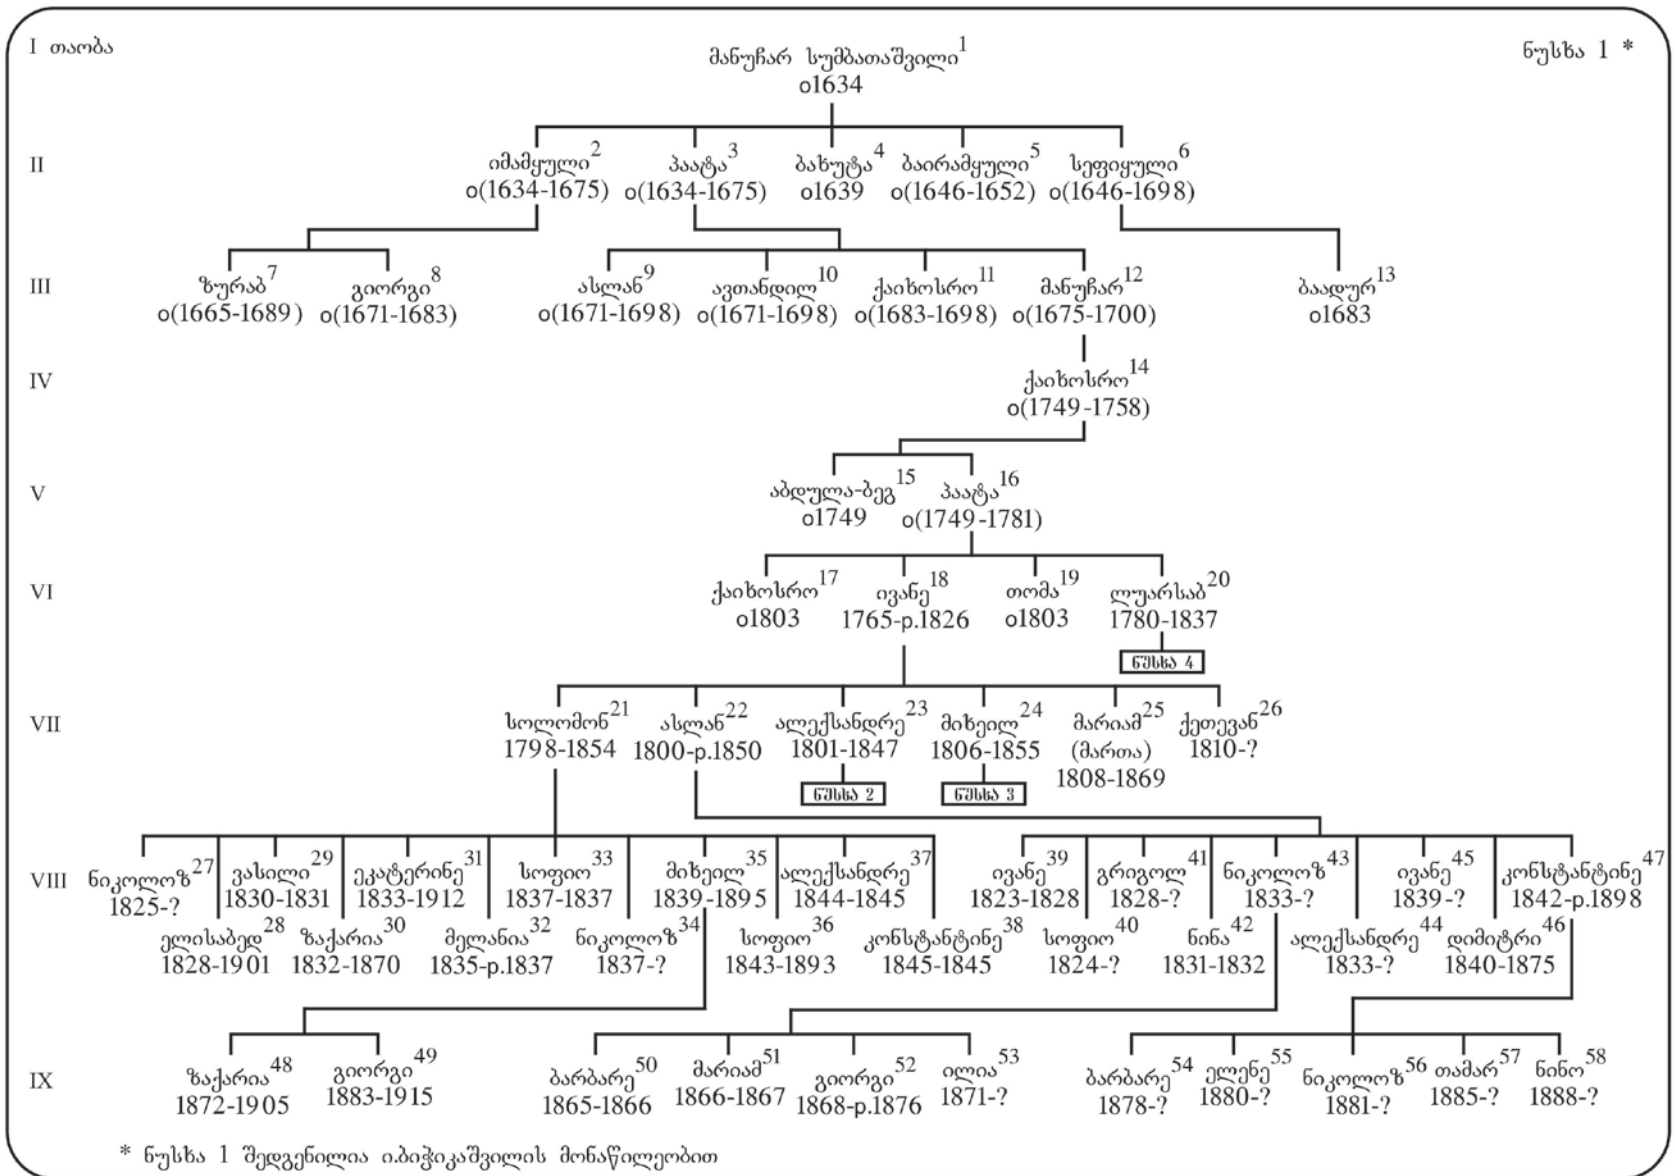 I თაობა
ნუსხა 1 *
მანუჩარ სუმბათაშვილი1
o1634
II
იმამყული2 პაატა3 ბახუტა4 ბაირამყული5 სეფიყული6
o(1634-1675) o(1634-1675) o1639 o(1646-1652) o(1646-1698)
III
ზურაბ7 გიორგი8 ასლან9 ავთანდილ10 ქაიხოსრო11 მანუჩარ12 ბაადურ13
o(1665-1689) o(1671-1683) o(1671-1698) o(1671-1698) o(1683-1698) o(1675-1700) o1683
IV
ქაიხოსრო14
o(1749-1758)
V
აბდულა-ბეგ15 პაატა16
o1749 o(1749-1781)
VI
ქაიხოსრო17 ივანე18 თომა19 ლუარსაბ20
o1803 1765-p.1826 o1803 1780-1837
ნუსხა 4
VII
სოლომონ21 ასლან22 ალექსანდრე23 მიხეილ24 მარიამ25 ქეთევან26
1798-1854 1800-p.1850 1801-1847 1806-1855 (მართა) 1810-?
1808-1869
ნუსხა 2 ნუსხა 3
VIII
ნიკოლოზ27 ვასილი29 ეკატერინე31 სოფიო33 მიხეილ35 ალექსანდრე37 ივანე39 გრიგოლ41 ნიკოლოზ43 ივანე45 კონსტანტინე47
1825-? 1830-1831 1833-1912 1837-1837 1839-1895 1844-1845 1823-1828 1828-? 1833-? 1839-? 1842-p.1898
ელისაბედ28 ზაქარია30 მელანია32 ნიკოლოზ34 სოფიო36 კონსტანტინე38 სოფიო40 ნინა42 ალექსანდრე44 დიმიტრი46
1828-1901 1832-1870 1835-p.1837 1837-? 1843-1893 1845-1845 1824-? 1831-1832 1833-? 1840-1875
IX
ზაქარია48 გიორგი49 ბარბარე50 მარიამ51 გიორგი52 ილია53 ბარბარე54 ელენე55 ნიკოლოზ56 თამარ57 ნინო58
1872-1905 1883-1915 1865-1866 1866-1867 1868-p.1876 1871-? 1878-? 1880-? 1881-? 1885-? 1888-?
* ნუსხა 1 შედგენილია ი.ბიჭიკაშვილის მონაწილეობით